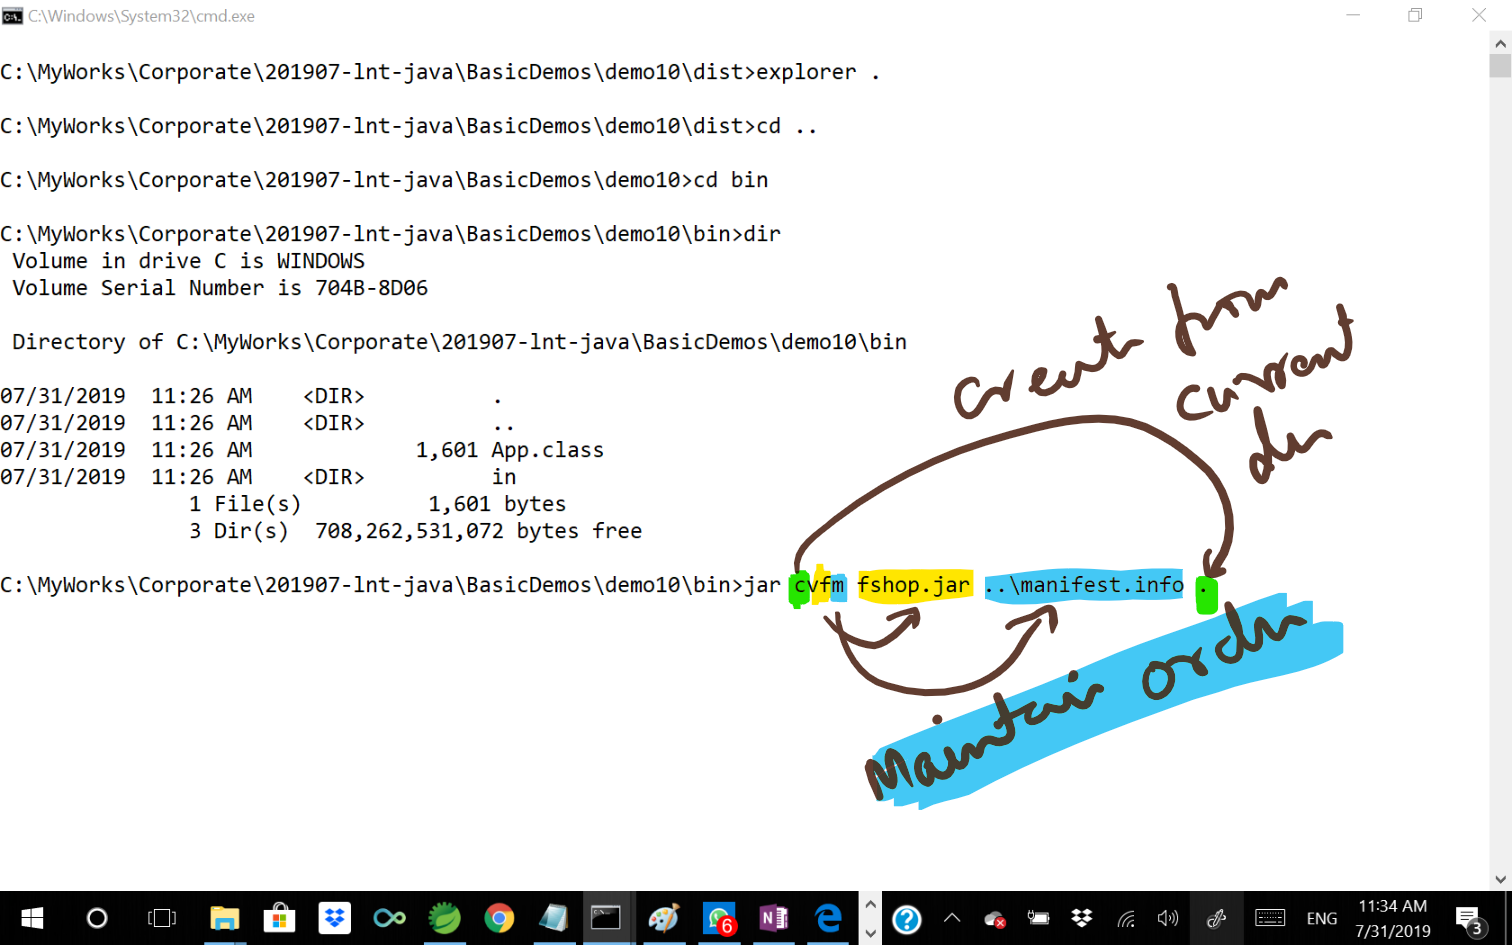 C:\Windows\System32\cmd.exe
C:\MyWorks\Corporate\201907-lnt-java\BasicDemos\demo10\dist>explorer .
C:\MyWorks\Corporate\201907-lnt-java\BasicDemos\demo10\dist>cd ..
C:\MyWorks\Corporate\201907-lnt-java\BasicDemos\demo10>cd bin
C:\MyWorks\Corporate\201907-lnt-java\BasicDemos\demo10\bin>dir
Volume in drive C is WINDOWS
Volume Serial Number is 704B-8D06
Directory of C:\MyWorks\Corporate\201907-lnt-java\BasicDemos\demo10\bin
07/31/2019  11:26 AM    <DIR>          .
07/31/2019  11:26 AM    <DIR>          ..
07/31/2019  11:26 AM             1,601 App.class
07/31/2019  11:26 AM    <DIR>          in
1 File(s)          1,601 bytes
3 Dir(s)  708,262,531,072 bytes free
Create from
current
dir
C:\MyWorks\Corporate\201907-lnt-java\BasicDemos\demo10\bin>jar cvfm fshop.jar ..\manifest.info .
Maintain order
6
N
ENG
11:34 AM
7/31/2019
3